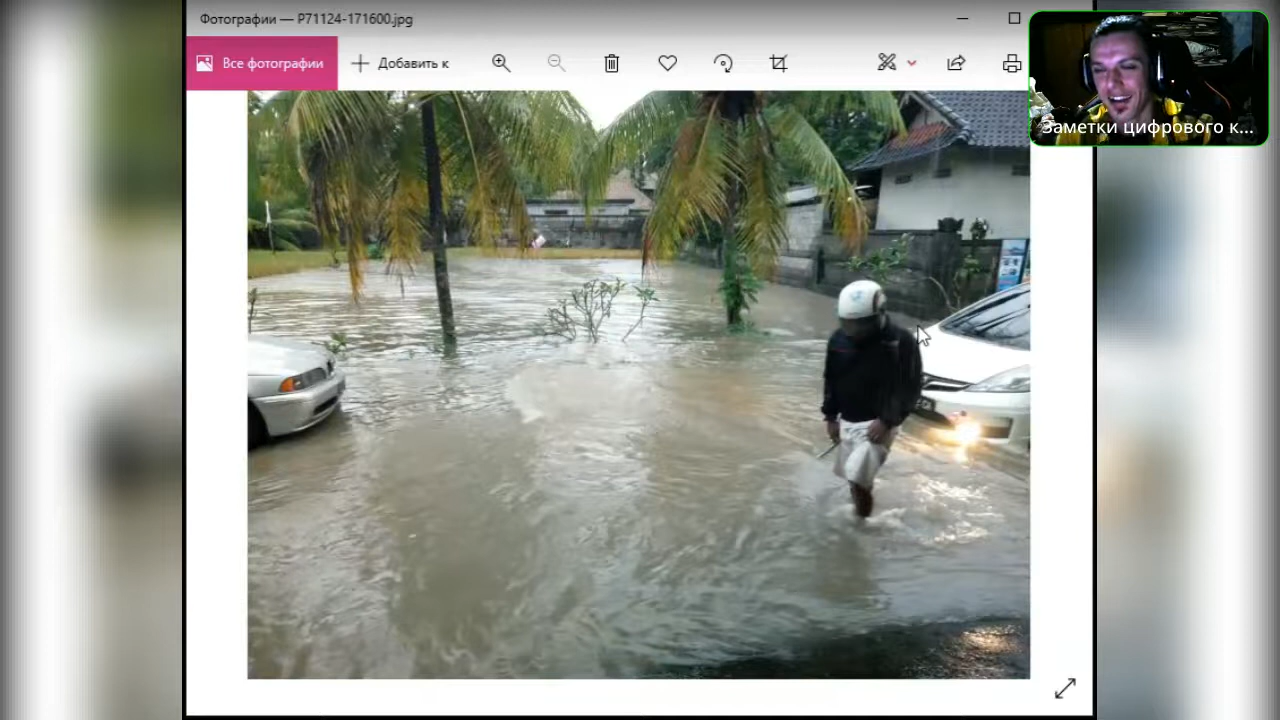 Фотографии — P71124-171600.jpg
Все фотографии
Добавить к
Заметки цифрового к...